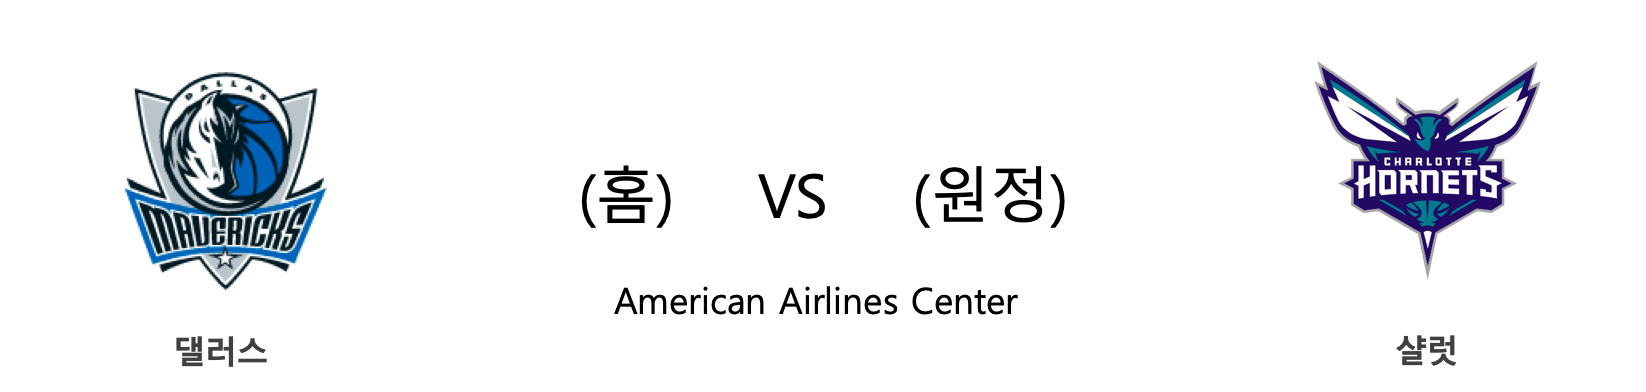 DALLAS
MAVERICKS
CHARLOTTE
HORNETS
(홈) VS (원정)
American Airlines Center
댈러스
샬럿